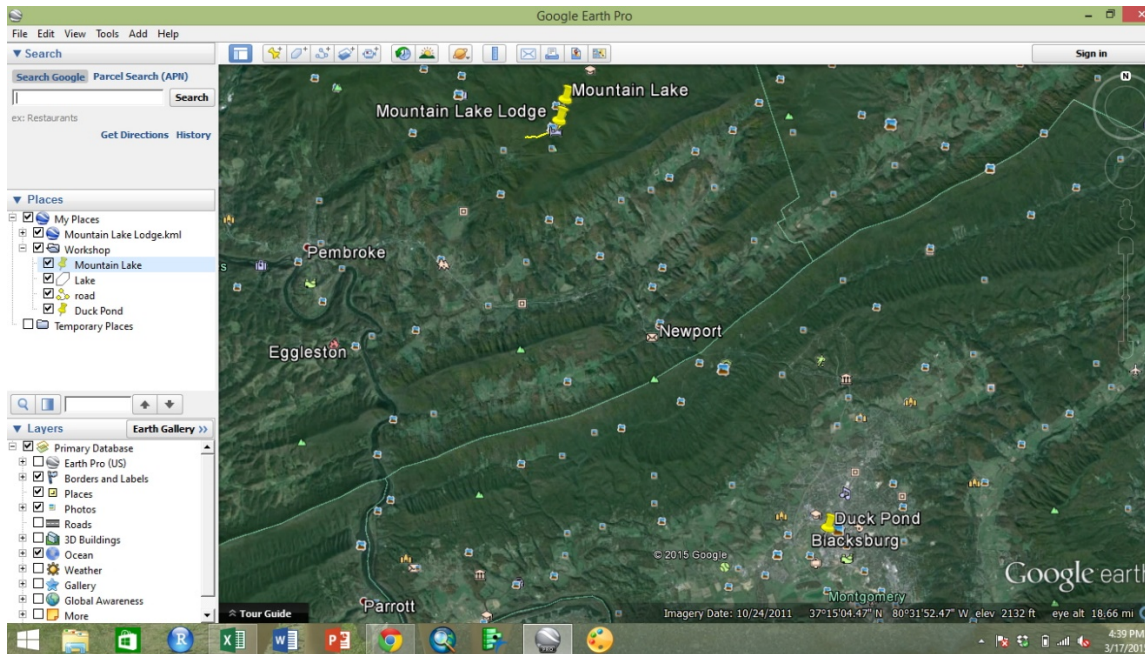 Google Earth Pro
File Edit View Tools Add Help
Search
Sign in
Search Google Parcel Search (APN)
Search
ex: Restaurants
Get Directions History
Places
My Places
Mountain Lake Lodge.kml
Workshop
Mountain Lake
Lake
road
Duck Pond
Temporary Places
Layers Earth Gallery >>
Primary Database
Earth Pro (US)
Borders and Labels
Places
Photos
Roads
3D Buildings
Ocean
Weather
Gallery
Global Awareness
More
N
Mountain Lake
Mountain Lake Lodge
Pembroke
s
Newport
Eggleston
Duck Pond
Blacksburg
© 2015 Google
Google earth
Montgomery
Parrott
Tour Guide
Imagery Date: 10/24/2011 37°15'04.47" N 80°31'52.47" W elev 2132 ft eye alt 18.66 mi
R
PRO
4:39 PM
3/17/201